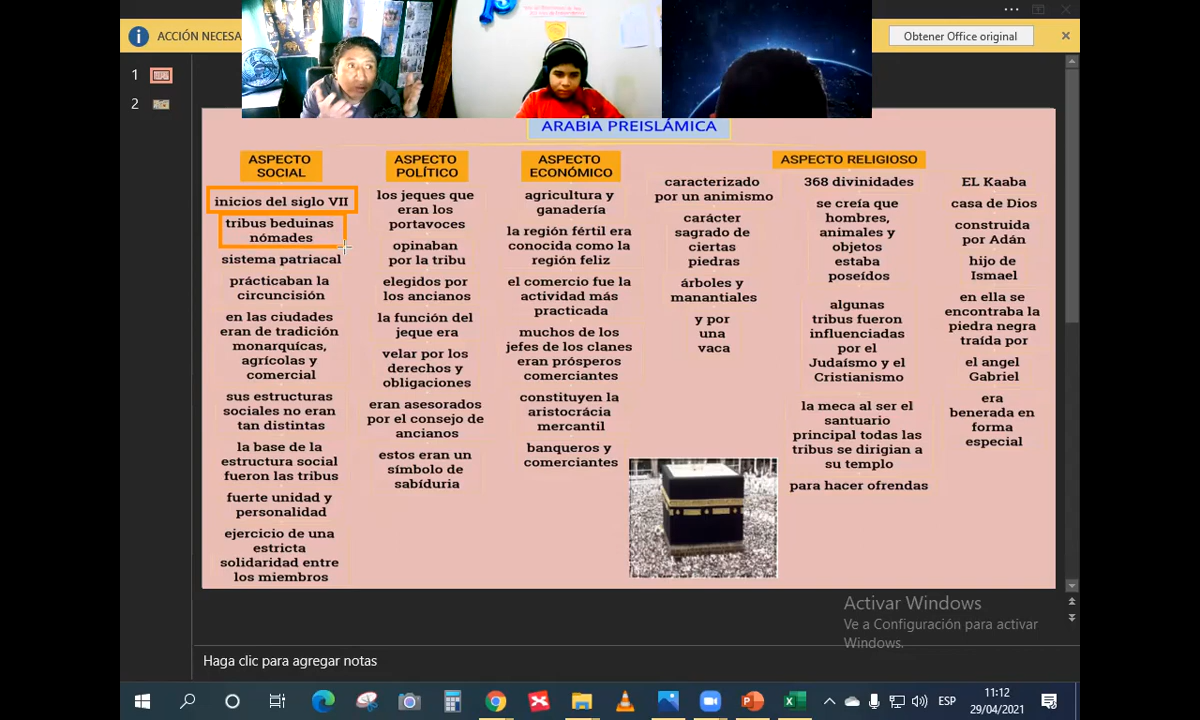 ACCIÓN NECESA
Obtener Office original
1
2
ARABIA PREISLÁMICA
ASPECTO
SOCIAL
inicios del siglo VII
tribus beduinas
nómades
sistema patriacal
prácticaban la
circuncisión
en las ciudades
eran de tradición
monarquícas,
agrícolas y
comercial
sus estructuras
sociales no eran
tan distintas
la base de la
estructura social
fueron las tribus
fuerte unidad y
personalidad
ejercicio de una
estricta
solidaridad entre
los miembros
ASPECTO
POLÍTICO
los jeques que
eran los
portavoces
opinaban
por la tribu
elegidos por
los ancianos
la función del
jeque era
velar por los
derechos y
obligaciones
eran asesorados
por el consejo de
ancianos
estos eran un
símbolo de
sabíduria
ASPECTO
ECONÓMICO
agricultura y
ganadería
la región fértil era
conocida como la
región feliz
el comercio fue la
actividad más
practicada
muchos de los
jefes de los clanes
eran prósperos
comerciantes
constituyen la
aristocrácia
mercantil
banqueros y
comerciantes
ASPECTO RELIGIOSO
caracterizado
por un animismo
carácter
sagrado de
ciertas
piedras
árboles y
manantiales
y por
una
vaca
368 divinidades
se creía que
hombres,
animales y
objetos
estaba
poseídos
algunas
tribus fueron
influenciadas
por el
Judaísmo y el
Cristianismo
la meca al ser el
santuario
principal todas las
tribus se dirigian a
su templo
para hacer ofrendas
EL Kaaba
casa de Dios
construida
por Adán
hijo de
Ismael
en ella se
encontraba la
piedra negra
traída por
el angel
Gabriel
era
benerada en
forma
especial
Activar Windows
Ve a Configuración para activar
Windows.
Haga clic para agregar notas
ESP
11:12
29/04/2021